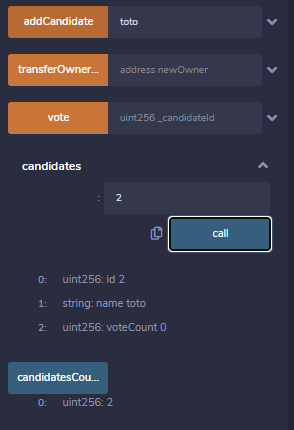 addCandidate toto
transferOwner... address newOwner
vote uint256 _candidateId
candidates
: 2
call
0: uint256: id 2
1: string: name toto
2: uint256: voteCount 0
candidatesCou...
0: uint256: 2